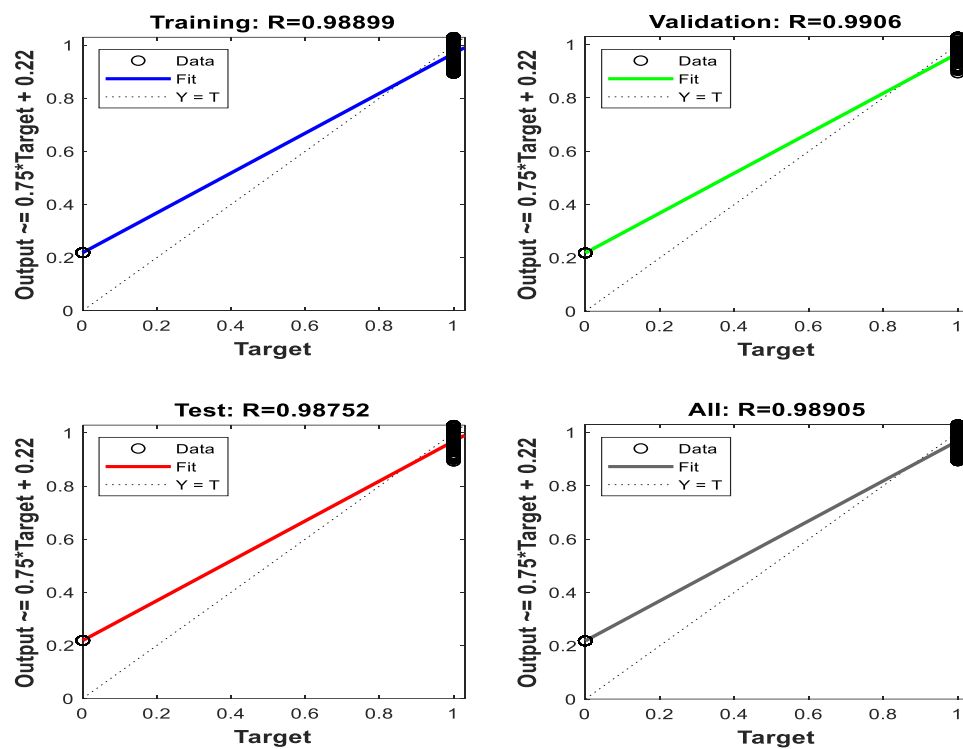 Training: R=0.98899
Output ~= 0.75*Target + 0.22
1
0.8
0.6
0.4
0.2
0
Data
Fit
Y = T
0 0.2 0.4 0.6 0.8 1
Target
Validation: R=0.9906
Output ~= 0.75*Target + 0.22
1
0.8
0.6
0.4
0.2
0
Data
Fit
Y = T
0 0.2 0.4 0.6 0.8 1
Target
Test: R=0.98752
Output ~= 0.75*Target + 0.22
1
0.8
0.6
0.4
0.2
0
Data
Fit
Y = T
0 0.2 0.4 0.6 0.8 1
Target
All: R=0.98905
Output ~= 0.75*Target + 0.22
1
0.8
0.6
0.4
0.2
0
Data
Fit
Y = T
0 0.2 0.4 0.6 0.8 1
Target